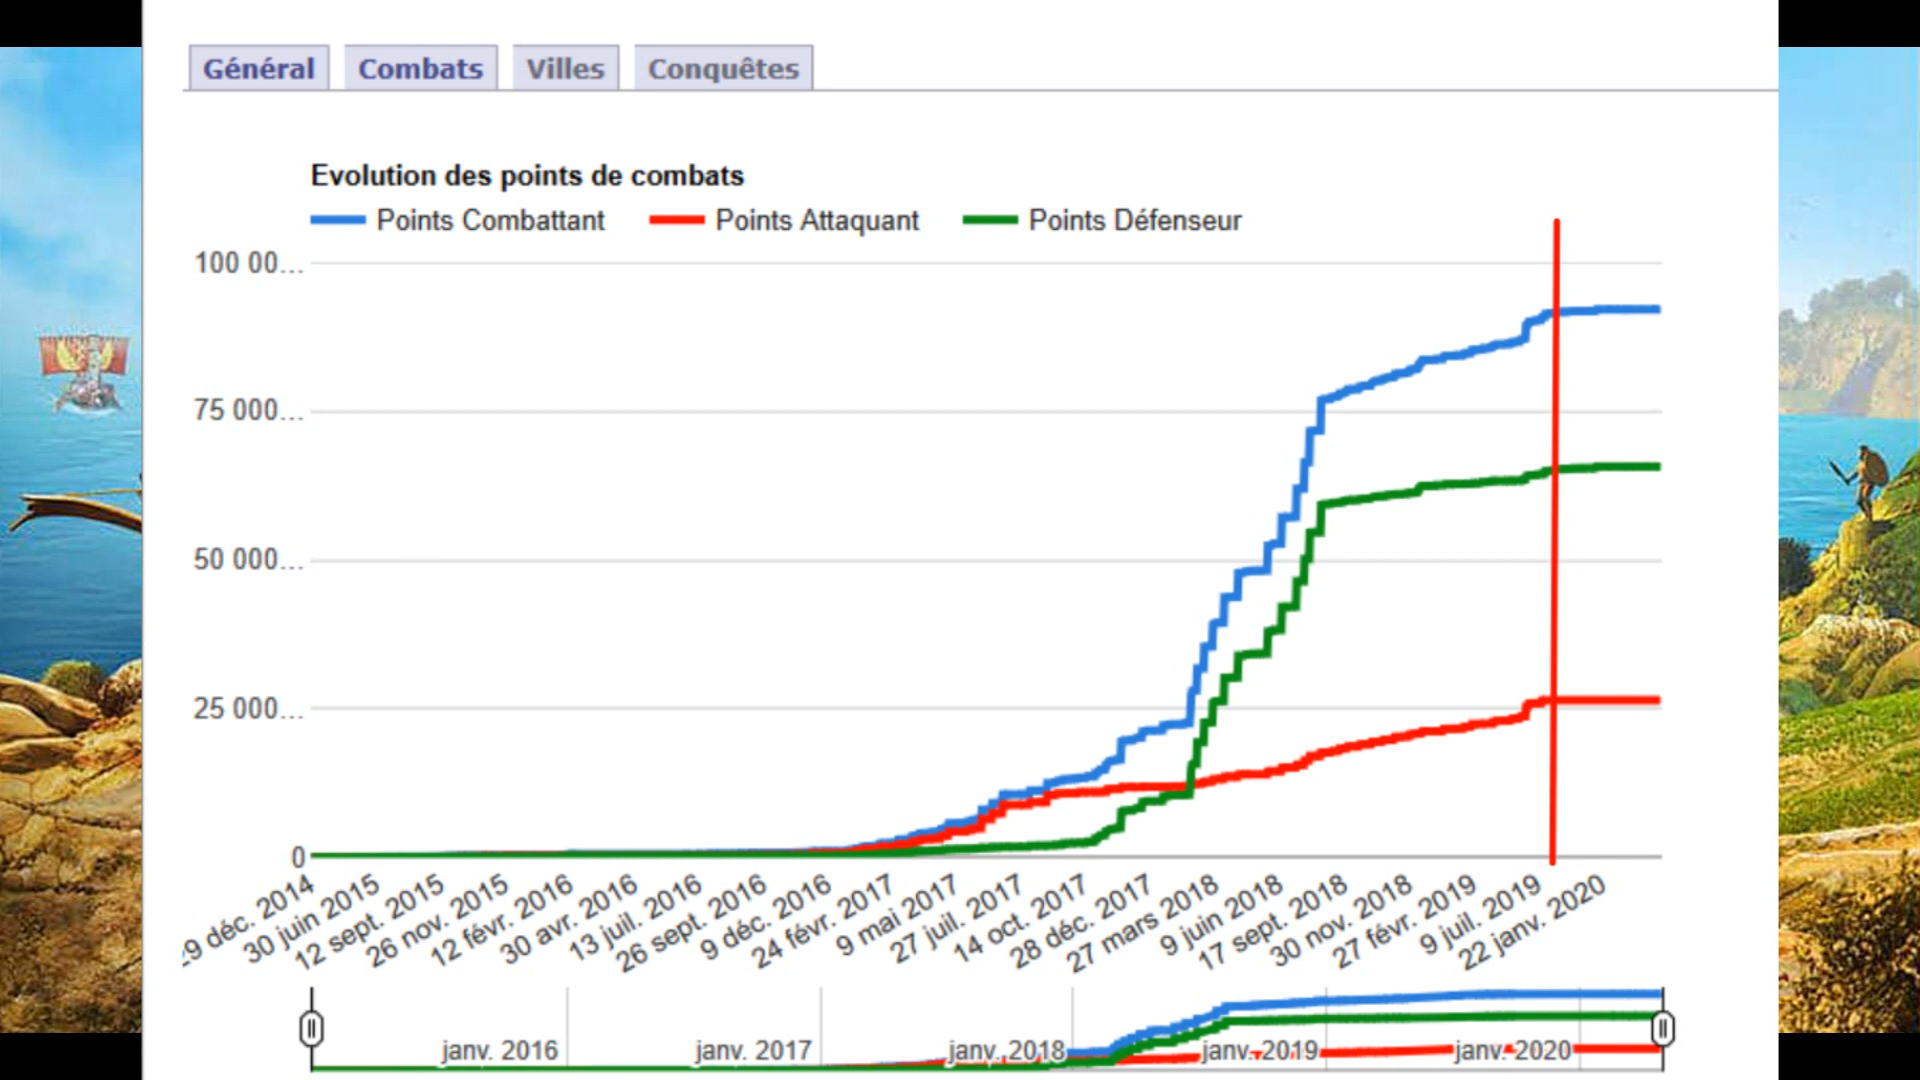 Général Combats Villes Conquêtes
Evolution des points de combats
Points Combattant Points Attaquant Points Défenseur
100 00...
75 000...
50 000...
25 000...
0
29 déc. 2014
30 juin 2015
12 sept. 2015
26 nov. 2015
12 févr. 2016
30 avr. 2016
13 juil. 2016
26 sept. 2016
9 déc. 2016
24 févr. 2017
9 mai 2017
27 juil. 2017
14 oct. 2017
28 déc. 2017
27 mars 2018
9 juin 2018
17 sept. 2018
30 nov. 2018
27 févr. 2019
9 juil. 2019
22 janv. 2020
janv. 2016 janv. 2017 janv. 2018 janv. 2019 janv. 2020